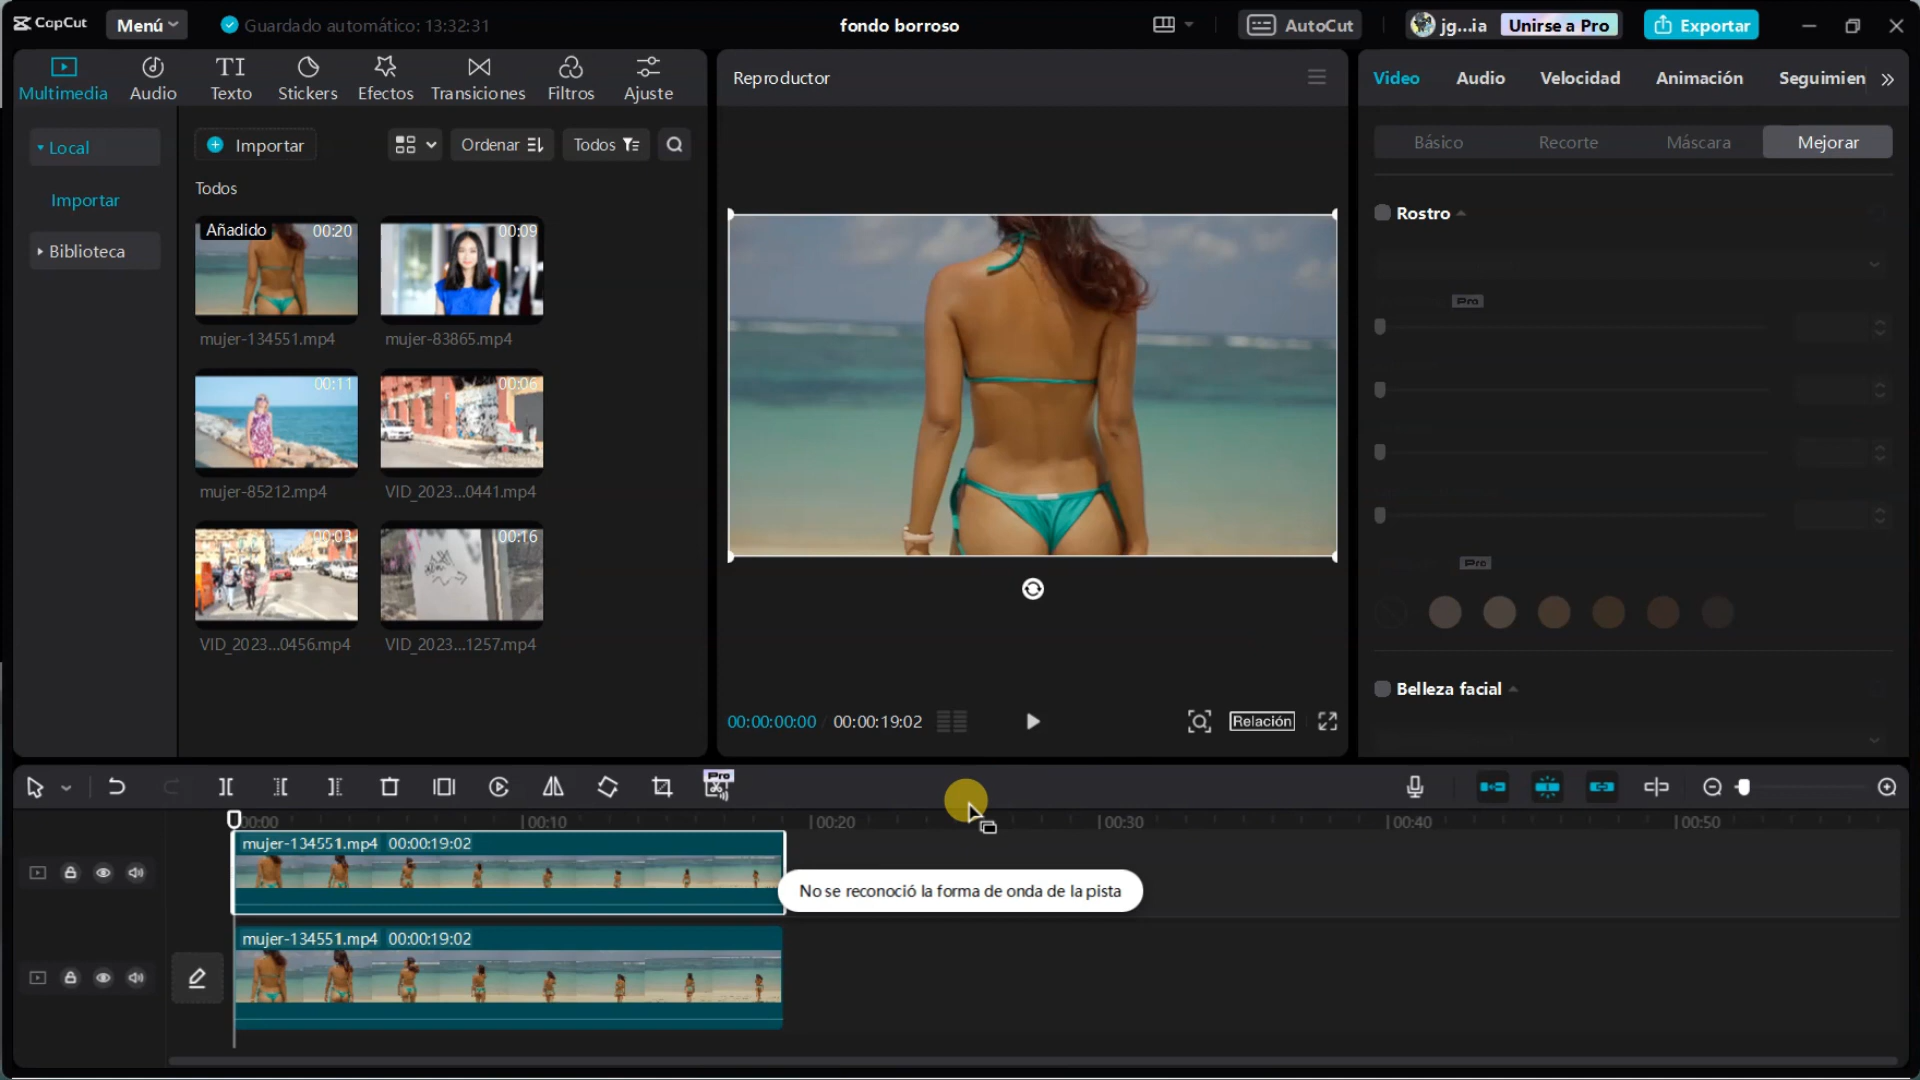 CapCut
Menú
Guardado automático: 13:32:31
fondo borroso
AutoCut
jg...ia
Unirse a Pro
Exportar
Multimedia
Audio
Texto
Stickers
Efectos
Transiciones
Filtros
Ajuste
Local
Importar
Biblioteca
Importar
Ordenar
Todos
Todos
Añadido
00:20
00:09
mujer-134551.mp4
mujer-83865.mp4
00:11
00:06
mujer-85212.mp4
VID_2023...0441.mp4
00:03
00:16
VID_2023...0456.mp4
VID_2023...1257.mp4
Reproductor
00:00:00:00 / 00:00:19:02
Relación
Video
Audio
Velocidad
Animación
Seguimien
Básico
Recorte
Máscara
Mejorar
Rostro
Pro
Pro
Belleza facial
Pro
00:00
00:10
00:20
00:30
00:40
00:50
mujer-134551.mp4 00:00:19:02
No se reconoció la forma de onda de la pista
mujer-134551.mp4 00:00:19:02